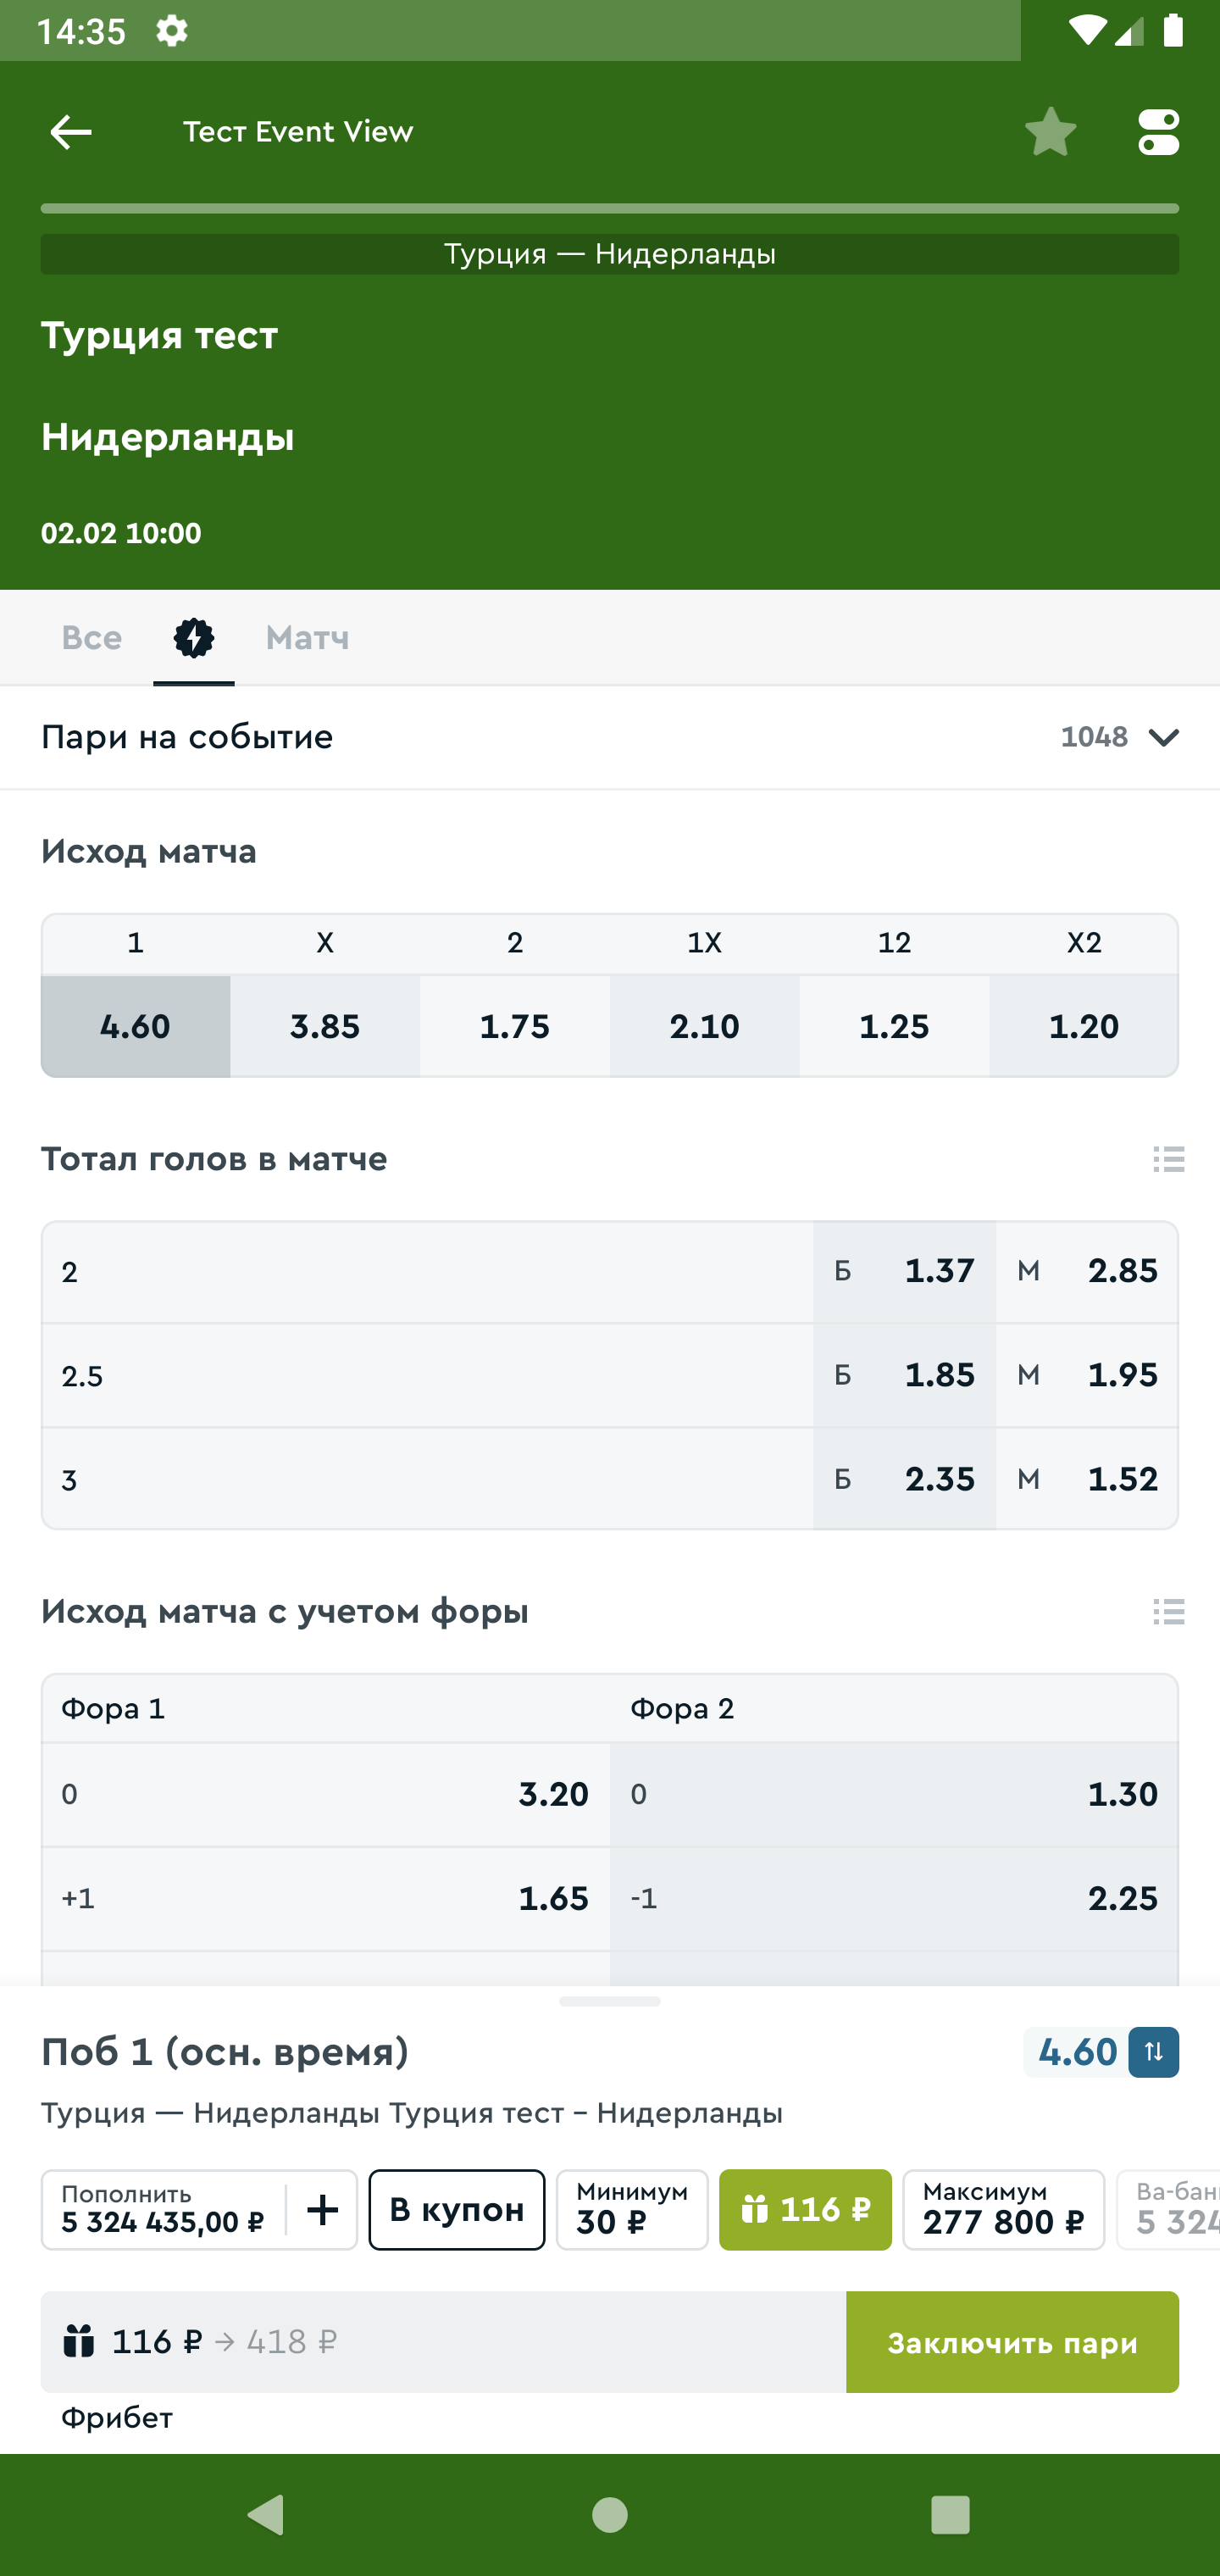 14:35
Тест Event View
Турция — Нидерланды
Турция тест
Нидерланды
02.02 10:00
Все Матч
Пари на событие 1048
Исход матча
1 X 2 1X 12 X2
4.60 3.85 1.75 2.10 1.25 1.20
Тотал голов в матче
2 Б 1.37 М 2.85
2.5 Б 1.85 М 1.95
3 Б 2.35 М 1.52
Исход матча с учетом форы
Фора 1 Фора 2
0 3.20 0 1.30
+1 1.65 -1 2.25
Поб 1 (осн. время) 4.60
Турция — Нидерланды Турция тест – Нидерланды
Пополнить
5 324 435,00 ₽
В купон
Минимум
30 ₽
116 ₽
Максимум
277 800 ₽
Ва-бан
5 324
116 ₽ → 418 ₽
Заключить пари
Фрибет